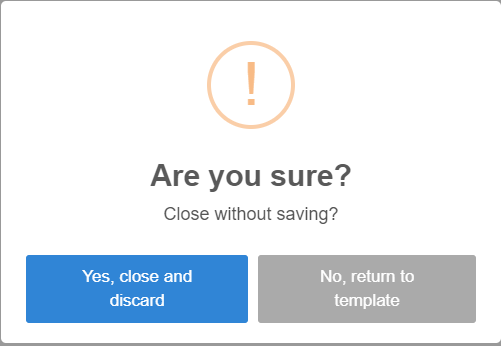 !
Are you sure?
Close without saving?
Yes, close and
discard
No, return to
template